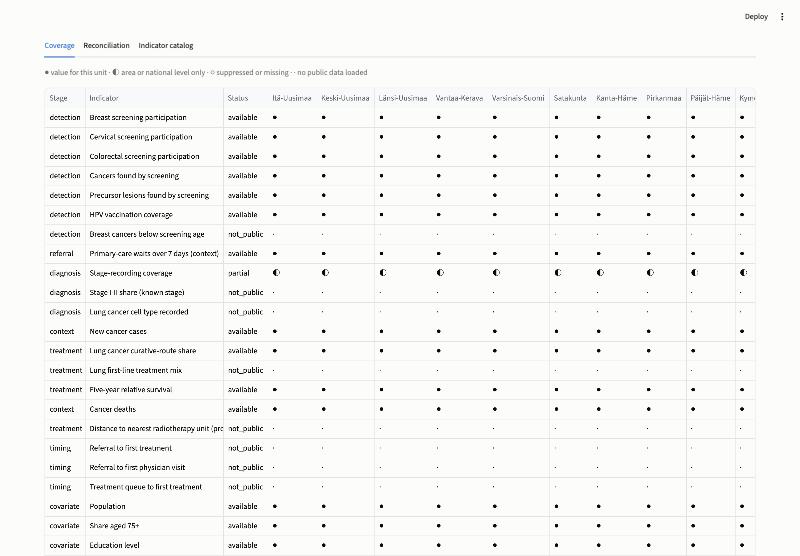 Deploy
Coverage Reconciliation Indicator catalog
● value for this unit · ◐ area or national level only · ○ suppressed or missing · · no public data loaded
Stage Indicator Status Itä-Uusimaa Keski-Uusimaa Länsi-Uusimaa Vantaa-Kerava Varsinais-Suomi Satakunta Kanta-Häme Pirkanmaa Päijät-Häme Kyme
detection Breast screening participation available ● ● ● ● ● ● ● ● ● ●
detection Cervical screening participation available ● ● ● ● ● ● ● ● ● ●
detection Colorectal screening participation available ● ● ● ● ● ● ● ● ● ●
detection Cancers found by screening available ● ● ● ● ● ● ● ● ● ●
detection Precursor lesions found by screening available ● ● ● ● ● ● ● ● ● ●
detection HPV vaccination coverage available ● ● ● ● ● ● ● ● ● ●
detection Breast cancers below screening age not_public · · · · · · · · · ·
referral Primary-care waits over 7 days (context) available ● ● ● ● ● ● ● ● ● ●
diagnosis Stage-recording coverage partial ◐ ◐ ◐ ◐ ◐ ◐ ◐ ◐ ◐ ◐
diagnosis Stage I-II share (known stage) not_public · · · · · · · · · ·
diagnosis Lung cancer cell type recorded not_public · · · · · · · · · ·
context New cancer cases available ● ● ● ● ● ● ● ● ● ●
treatment Lung cancer curative-route share available ● ● ● ● ● ● ● ● ● ●
treatment Lung first-line treatment mix not_public · · · · · · · · · ·
treatment Five-year relative survival available ● ● ● ● ● ● ● ● ● ●
context Cancer deaths available ● ● ● ● ● ● ● ● ● ●
treatment Distance to nearest radiotherapy unit (pro not_public · · · · · · · · · ·
timing Referral to first treatment not_public · · · · · · · · · ·
timing Referral to first physician visit not_public · · · · · · · · · ·
timing Treatment queue to first treatment not_public · · · · · · · · · ·
covariate Population available ● ● ● ● ● ● ● ● ● ●
covariate Share aged 75+ available ● ● ● ● ● ● ● ● ● ●
covariate Education level available ● ● ● ● ● ● ● ● ● ●